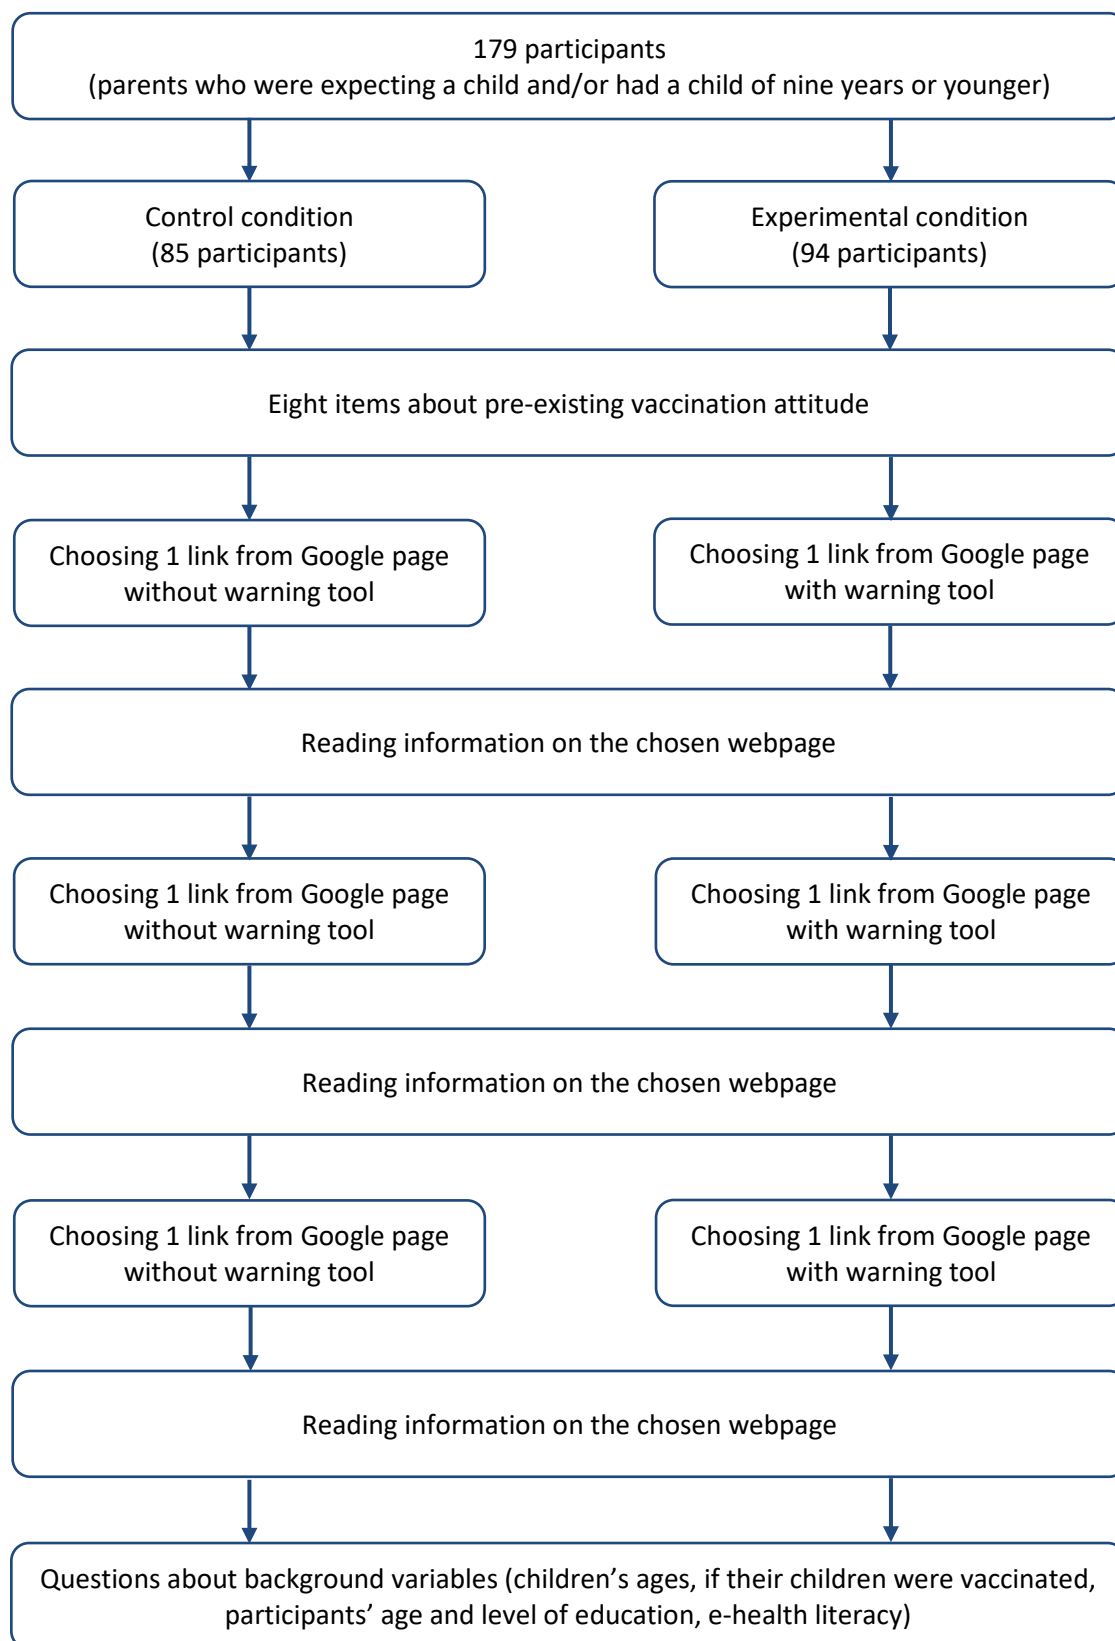 179 participants
(parents who were expecting a child and/or had a child of nine years or younger)
Control condition
(85 participants)
Experimental condition
(94 participants)
Eight items about pre-existing vaccination attitude
Choosing 1 link from Google page
without warning tool
Choosing 1 link from Google page
with warning tool
Reading information on the chosen webpage
Choosing 1 link from Google page
without warning tool
Choosing 1 link from Google page
with warning tool
Reading information on the chosen webpage
Choosing 1 link from Google page
without warning tool
Choosing 1 link from Google page
with warning tool
Reading information on the chosen webpage
Questions about background variables (children’s ages, if their children were vaccinated,
participants’ age and level of education, e-health literacy)